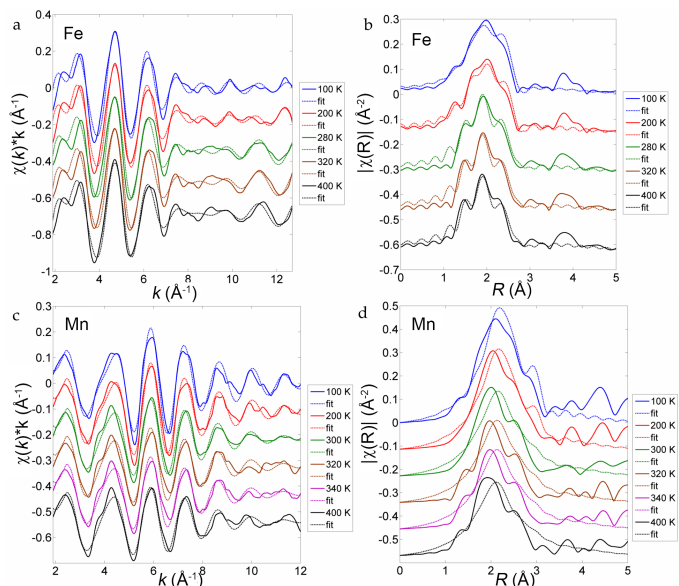 a
Fe
0.4
0.2
0
-0.2
-0.4
-0.6
-0.8
-1
2
4
6
8
10
12
χ(k)*k (Å-1)
k (Å-1)
100 K
fit
200 K
fit
280 K
fit
320 K
fit
400 K
fit
b
Fe
0.3
0.2
0.1
0
-0.1
-0.2
-0.3
-0.4
-0.5
-0.6
-0.7
0
1
2
3
4
5
|χ(R)| (Å-2)
R (Å)
100 K
fit
200 K
fit
280 K
fit
320 K
fit
400 K
fit
c
Mn
0.3
0.2
0.1
0
-0.1
-0.2
-0.3
-0.4
-0.5
-0.6
2
4
6
8
10
12
χ(k)*k (Å-1)
k (Å-1)
100 K
fit
200 K
fit
300 K
fit
320 K
fit
340 K
fit
400 K
fit
d
Mn
0.5
0.4
0.3
0.2
0.1
0
-0.1
-0.2
-0.3
-0.4
-0.5
0
1
2
3
4
5
|χ(R)| (Å-2)
R (Å)
100 K
fit
200 K
fit
300 K
fit
320 K
fit
340 K
fit
400 K
fit